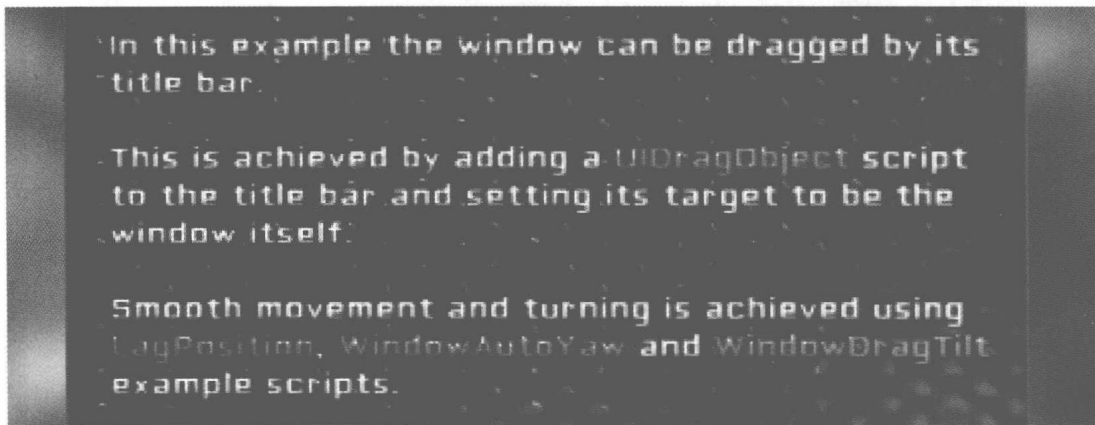 In this example the window can be dragged by its
title bar.
This is achieved by adding a UIDragObject script
to the title bar and setting its target to be the
window itself.
Smooth movement and turning is achieved using
LagPosition, WindowAutoYaw and WindowDragTilt
example scripts.